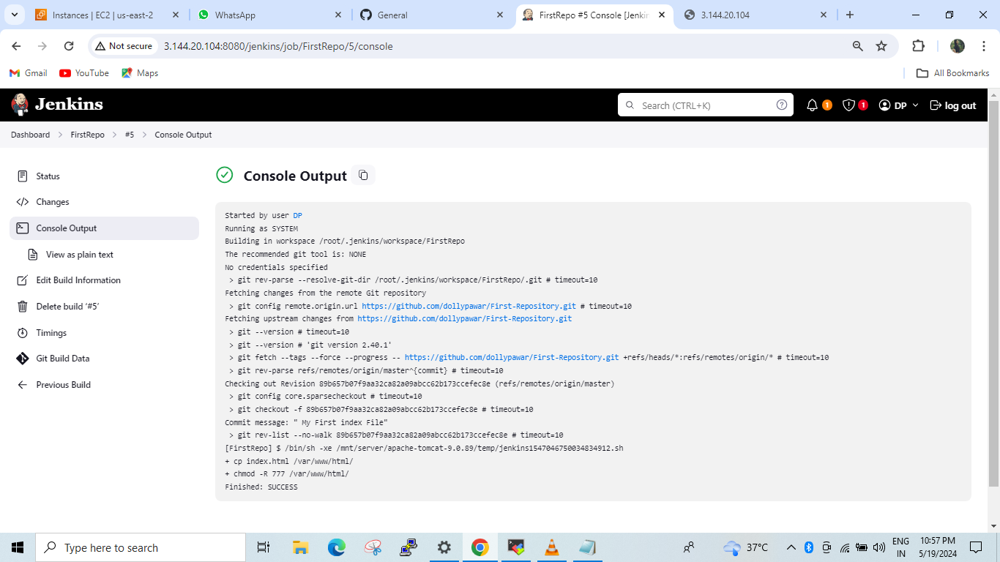 Instances | EC2 | us-east-2
WhatsApp
General
FirstRepo #5 Console [Jenkin
3.144.20.104
Not secure
3.144.20.104:8080/jenkins/job/FirstRepo/5/console
Gmail
YouTube
Maps
All Bookmarks
Jenkins
Search (CTRL+K)
1
1
DP
log out
Dashboard > FirstRepo > #5 > Console Output
Status
Changes
Console Output
View as plain text
Edit Build Information
Delete build ‘#5’
Timings
Git Build Data
Previous Build
Console Output
Started by user DP
Running as SYSTEM
Building in workspace /root/.jenkins/workspace/FirstRepo
The recommended git tool is: NONE
No credentials specified
> git rev-parse --resolve-git-dir /root/.jenkins/workspace/FirstRepo/.git # timeout=10
Fetching changes from the remote Git repository
> git config remote.origin.url https://github.com/dollypawar/First-Repository.git # timeout=10
Fetching upstream changes from https://github.com/dollypawar/First-Repository.git
> git --version # timeout=10
> git --version # 'git version 2.40.1'
> git fetch --tags --force --progress -- https://github.com/dollypawar/First-Repository.git +refs/heads/*:refs/remotes/origin/* # timeout=10
> git rev-parse refs/remotes/origin/master^{commit} # timeout=10
Checking out Revision 89b657b07f9aa32ca82a09abcc62b173ccefec8e (refs/remotes/origin/master)
> git config core.sparsecheckout # timeout=10
> git checkout -f 89b657b07f9aa32ca82a09abcc62b173ccefec8e # timeout=10
Commit message: " My First index File"
> git rev-list --no-walk 89b657b07f9aa32ca82a09abcc62b173ccefec8e # timeout=10
[FirstRepo] $ /bin/sh -xe /mnt/server/apache-tomcat-9.0.89/temp/jenkins1547046750034834912.sh
+ cp index.html /var/www/html/
+ chmod -R 777 /var/www/html/
Finished: SUCCESS
Type here to search
37°C
ENG
IN
10:57 PM
5/19/2024